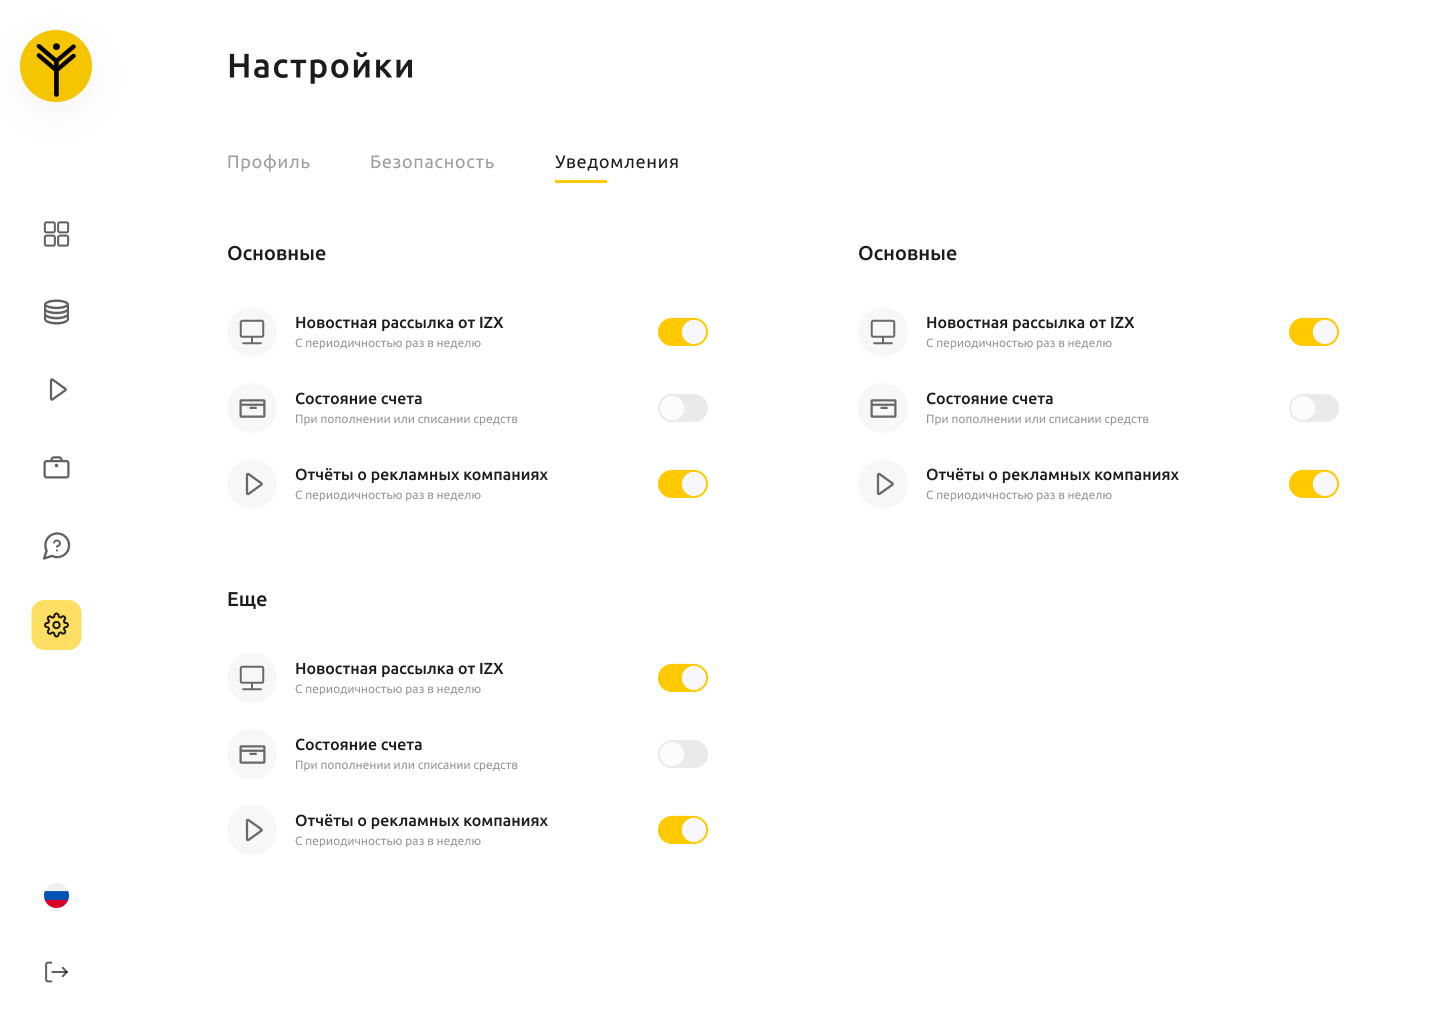 Настройки
Профиль
Безопасность
Уведомления
Основные
Новостная рассылка от IZX
С периодичностью раз в неделю
Состояние счета
При пополнении или списании средств
Отчёты о рекламных компаниях
С периодичностью раз в неделю
Основные
Новостная рассылка от IZX
С периодичностью раз в неделю
Состояние счета
При пополнении или списании средств
Отчёты о рекламных компаниях
С периодичностью раз в неделю
Еще
Новостная рассылка от IZX
С периодичностью раз в неделю
Состояние счета
При пополнении или списании средств
Отчёты о рекламных компаниях
С периодичностью раз в неделю